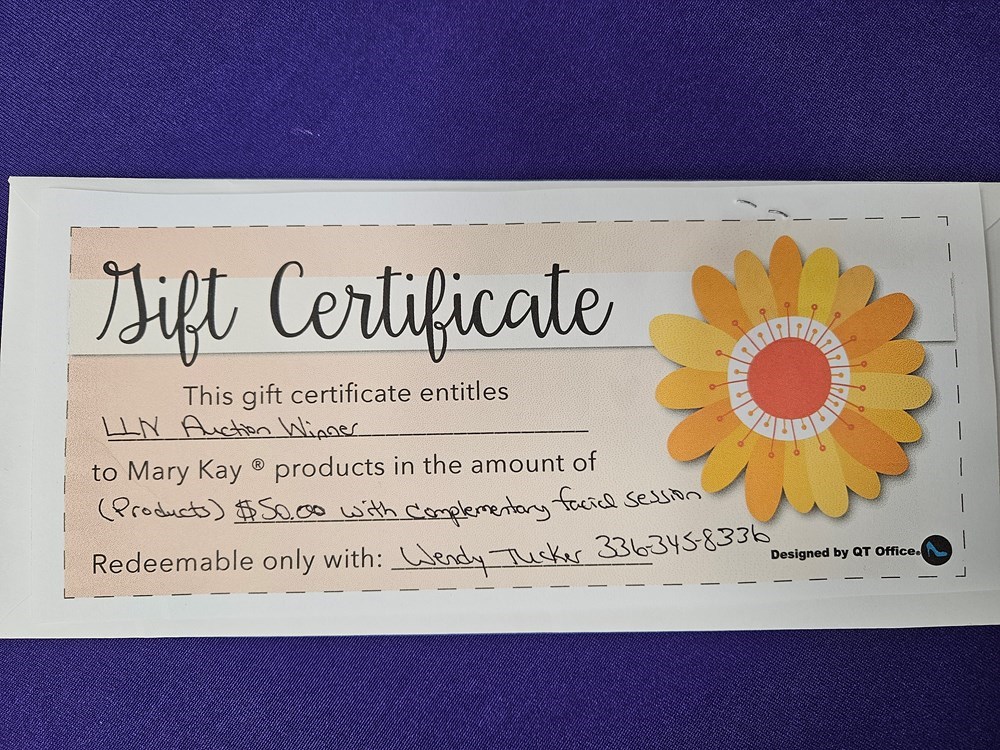 Gift Certificate
This gift certificate entitles
LLN Auction Winner
to Mary Kay ® products in the amount of
(Products) $50.00 with complementary facial session
Redeemable only with: Wendy Tucker 336-345-8336
Designed by QT Office®